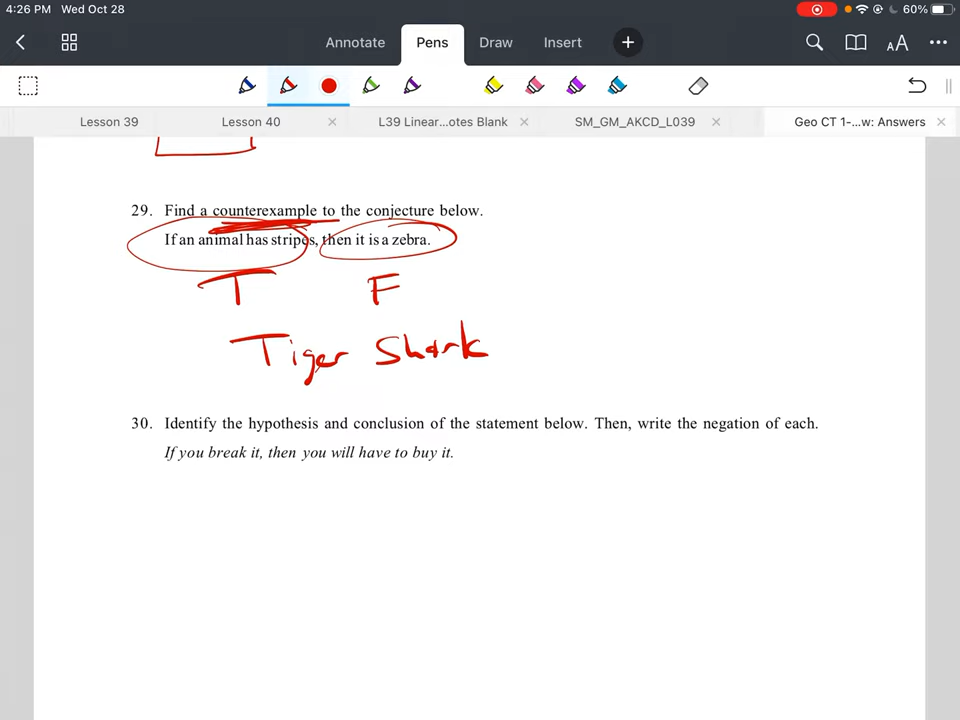 4:26 PM Wed Oct 28 60%
Annotate Pens Draw Insert
AA
Lesson 39 Lesson 40 L39 Linear...otes Blank SM_GM_AKCD_L039 Geo CT 1-...w: Answers
29. Find a counterexample to the conjecture below.
If an animal has stripes, then it is a zebra.
T F
Tiger Shark
30. Identify the hypothesis and conclusion of the statement below. Then, write the negation of each.
If you break it, then you will have to buy it.